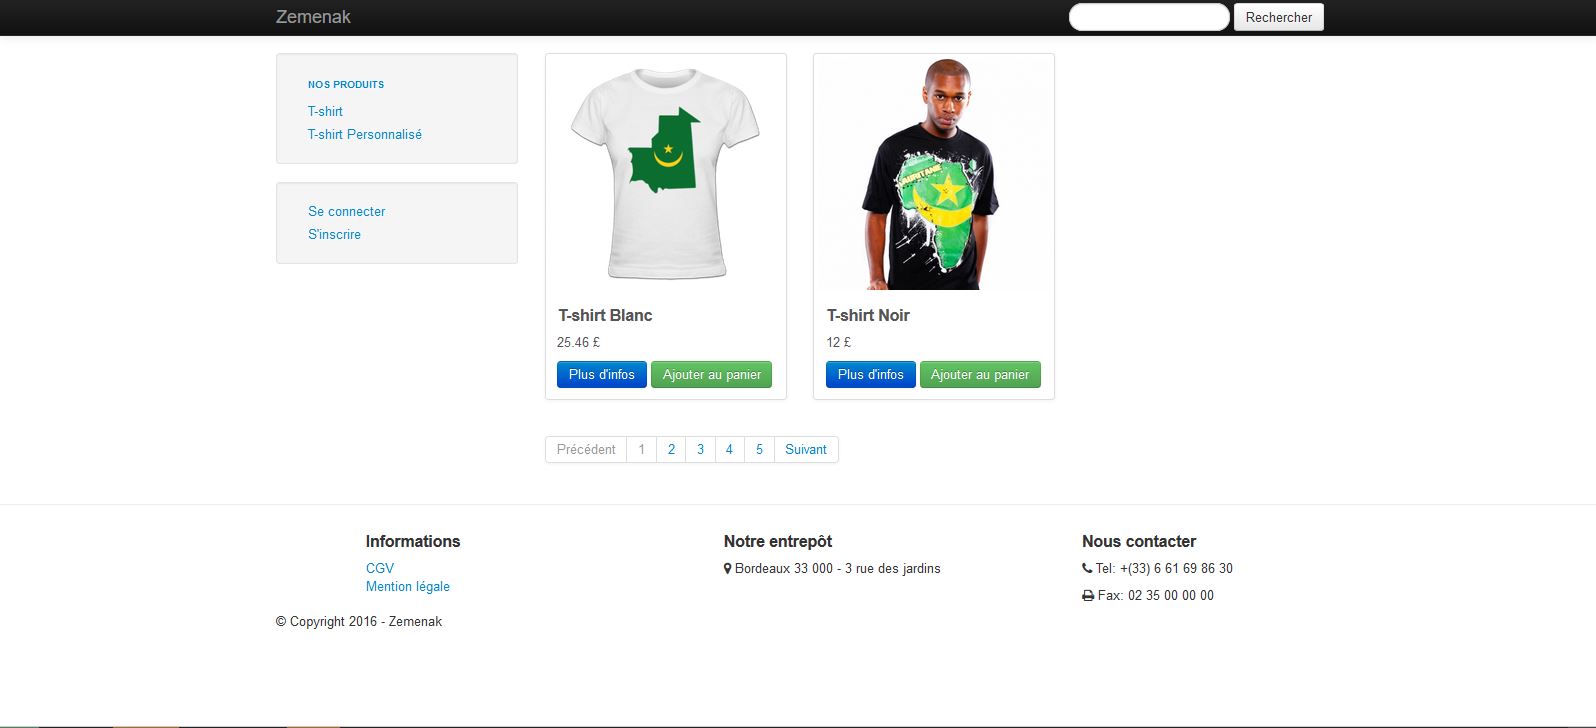 Zemenak
Rechercher
NOS PRODUITS
T-shirt
T-shirt Personnalisé
Se connecter
S'inscrire
T-shirt Blanc
25.46 £
Plus d'infos Ajouter au panier
MAURITANIE
T-shirt Noir
12 £
Plus d'infos Ajouter au panier
Précédent 1 2 3 4 5 Suivant
Informations
CGV
Mention légale
Notre entrepôt
Bordeaux 33 000 - 3 rue des jardins
Nous contacter
Tel: +(33) 6 61 69 86 30
Fax: 02 35 00 00 00
© Copyright 2016 - Zemenak